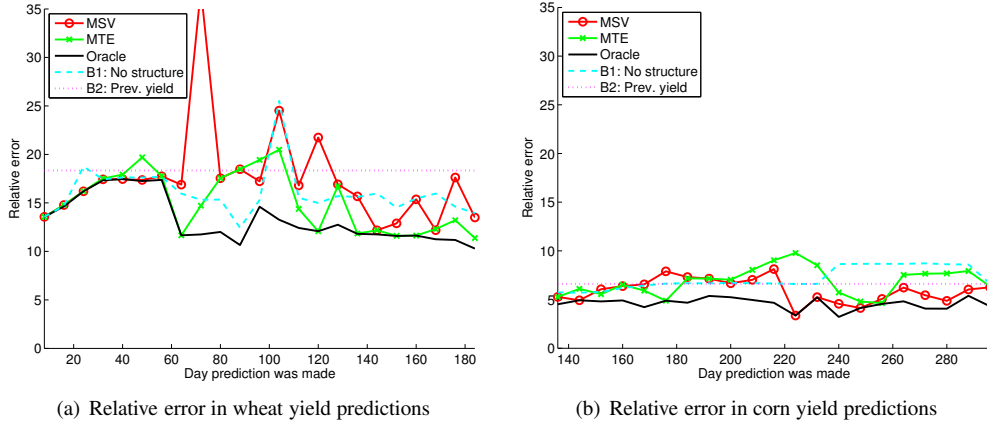 35
30
25
20
15
10
5
0
Relative error
20 40 60 80 100 120 140 160 180
Day prediction was made
MSV
MTE
Oracle
B1: No structure
B2: Prev. yield
(a) Relative error in wheat yield predictions
35
30
25
20
15
10
5
0
Relative error
140 160 180 200 220 240 260 280
Day prediction was made
MSV
MTE
Oracle
B1: No structure
B2: Prev. yield
(b) Relative error in corn yield predictions